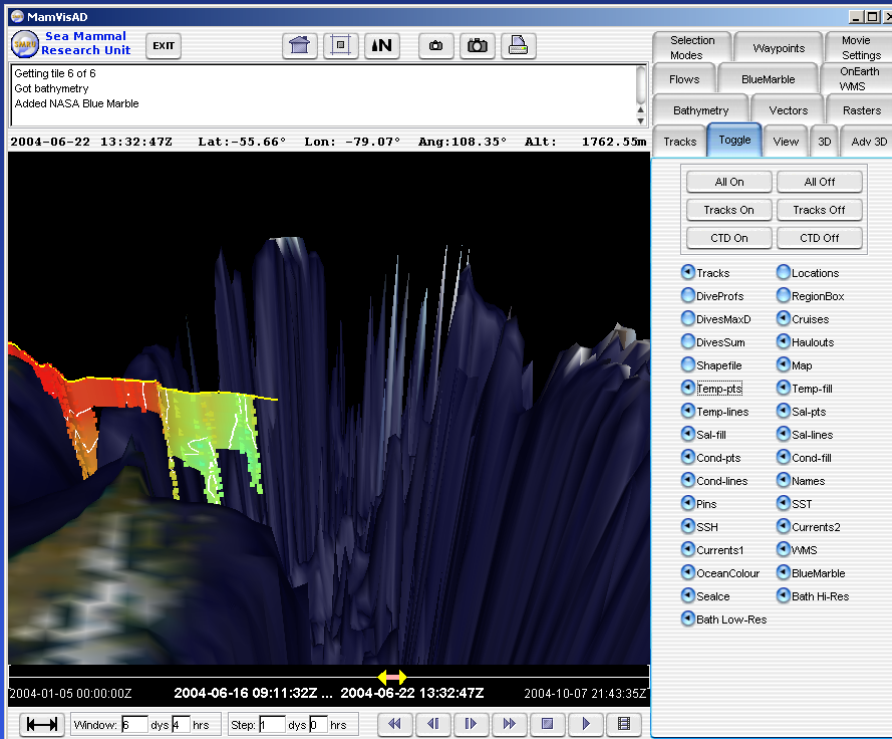 MamVisAD
SMRU
Sea Mammal
Research Unit
EXIT
N
Getting tile 6 of 6
Got bathymetry
Added NASA Blue Marble
2004-06-22 13:32:47Z Lat:-55.66° Lon: -79.07° Ang:108.35° Alt: 1762.55m
Selection Modes
Waypoints
Movie Settings
Flows
BlueMarble
OnEarth WMS
Bathymetry
Vectors
Rasters
Tracks
Toggle
View
3D
Adv 3D
All On
All Off
Tracks On
Tracks Off
CTD On
CTD Off
Tracks
Locations
DiveProfs
RegionBox
DivesMaxD
Cruises
DivesSum
Haulouts
Shapefile
Map
Temp-pts
Temp-fill
Temp-lines
Sal-pts
Sal-fill
Sal-lines
Cond-pts
Cond-fill
Cond-lines
Names
Pins
SST
SSH
Currents2
Currents1
WMS
OceanColour
BlueMarble
SeaIce
Bath Hi-Res
Bath Low-Res
2004-01-05 00:00:00Z
2004-06-16 09:11:32Z ... 2004-06-22 13:32:47Z
2004-10-07 21:43:35Z
Window: 6 dys 4 hrs
Step: 1 dys 0 hrs